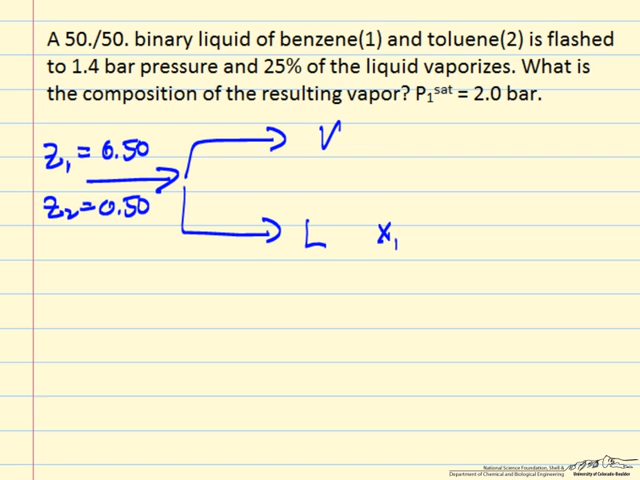 A 50./50. binary liquid of benzene(1) and toluene(2) is flashed
to 1.4 bar pressure and 25% of the liquid vaporizes. What is
the composition of the resulting vapor? P₁ˢᵃᵗ = 2.0 bar.
V
Z₁ = 0.50
Z₂ = 0.50
L X₁
National Science Foundation, Shell &
Department of Chemical and Biological Engineering
University of Colorado Boulder